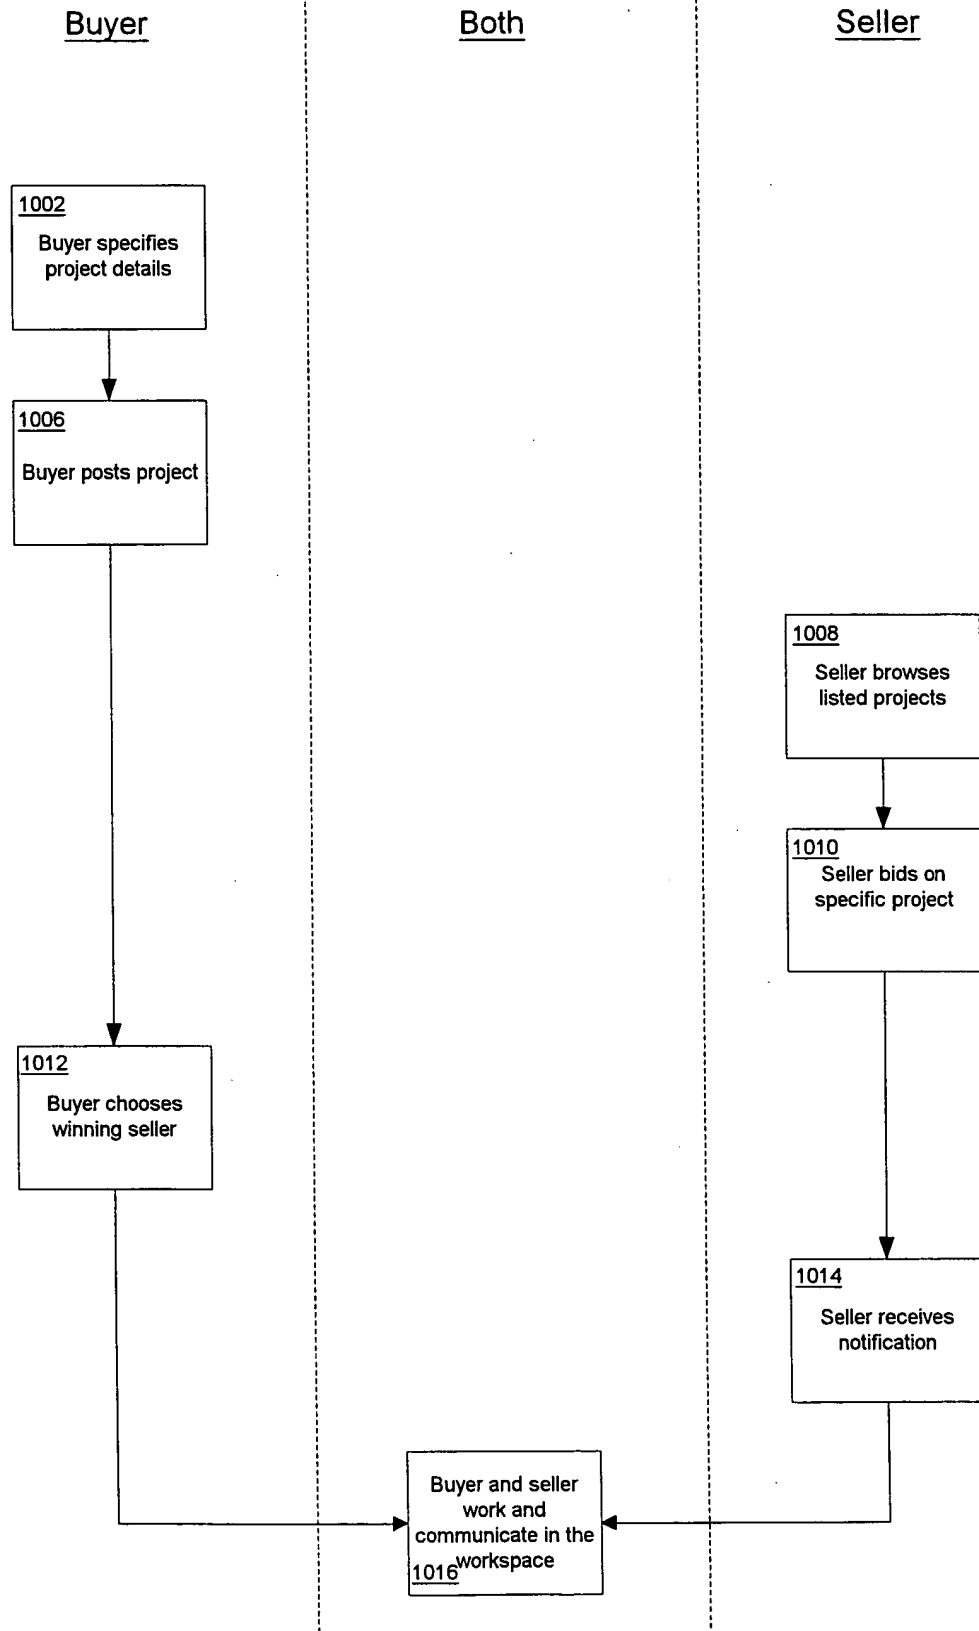 Buyer
Both
Seller
1002
Buyer specifies
project details
1006
Buyer posts project
1008
Seller browses
listed projects
1010
Seller bids on
specific project
1012
Buyer chooses
winning seller
1014
Seller receives
notification
Buyer and seller
work and
communicate in the
workspace
1016